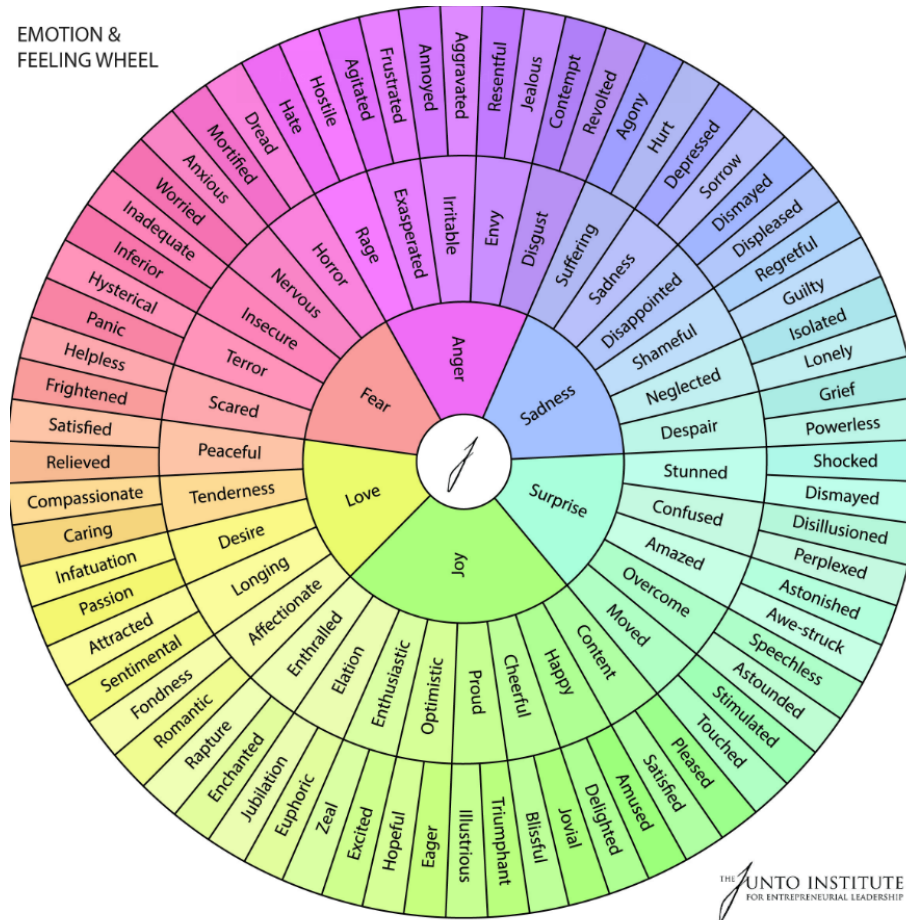 EMOTION &
FEELING WHEEL
Anger
Sadness
Surprise
Joy
Love
Fear
Rage
Exasperated
Irritable
Envy
Disgust
Suffering
Sadness
Disappointed
Shameful
Neglected
Despair
Stunned
Confused
Amazed
Overcome
Moved
Content
Happy
Cheerful
Proud
Optimistic
Enthusiastic
Elation
Enthralled
Affectionate
Longing
Desire
Tenderness
Peaceful
Scared
Terror
Insecure
Nervous
Horror
Hate
Hostile
Agitated
Frustrated
Annoyed
Aggravated
Resentful
Jealous
Contempt
Revolted
Agony
Hurt
Depressed
Sorrow
Dismayed
Displeased
Regretful
Guilty
Isolated
Lonely
Grief
Powerless
Shocked
Dismayed
Disillusioned
Perplexed
Astonished
Awe-struck
Speechless
Astounded
Stimulated
Touched
Pleased
Satisfied
Amused
Delighted
Jovial
Blissful
Triumphant
Illustrious
Eager
Hopeful
Excited
Zeal
Euphoric
Jubilation
Enchanted
Rapture
Romantic
Fondness
Sentimental
Attracted
Passion
Infatuation
Caring
Compassionate
Relieved
Satisfied
Frightened
Helpless
Panic
Hysterical
Inferior
Inadequate
Worried
Anxious
Mortified
Dread
J
THE JUNTO INSTITUTE
FOR ENTREPRENEURIAL LEADERSHIP